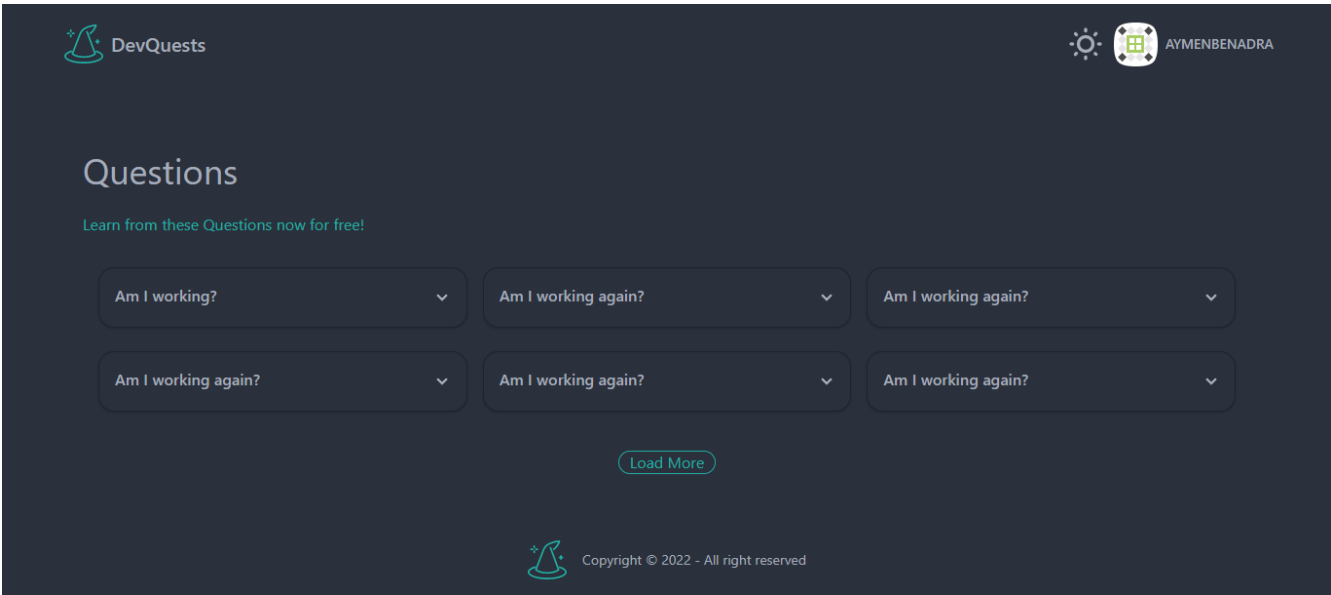 DevQuests
AYMENBENADRA
Questions
Learn from these Questions now for free!
Am I working?
Am I working again?
Am I working again?
Am I working again?
Am I working again?
Am I working again?
Load More
Copyright © 2022 - All right reserved